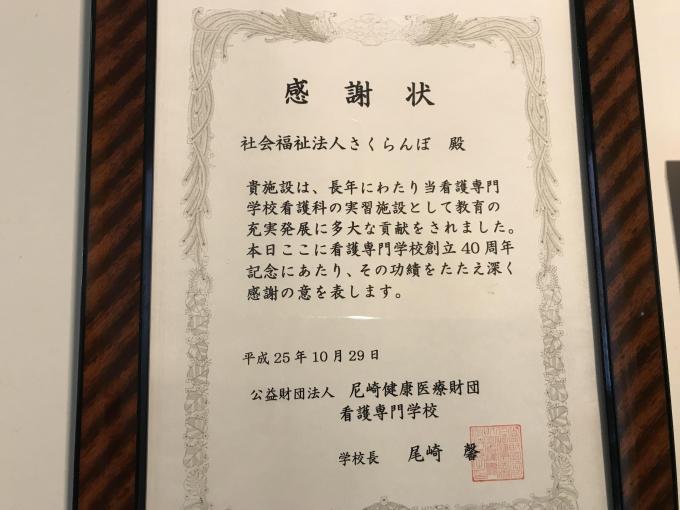 感謝状
社会福祉法人さくらんぼ 殿
貴施設は、長年にわたり当看護専門
学校看護科の実習施設として教育の
充実発展に多大な貢献をされました。
本日ここに看護専門学校創立40周年
記念にあたり、その功績をたたえ深く
感謝の意を表します。
平成25年10月29日
公益財団法人 尼崎健康医療財団
看護専門学校
学校長 尾崎 馨